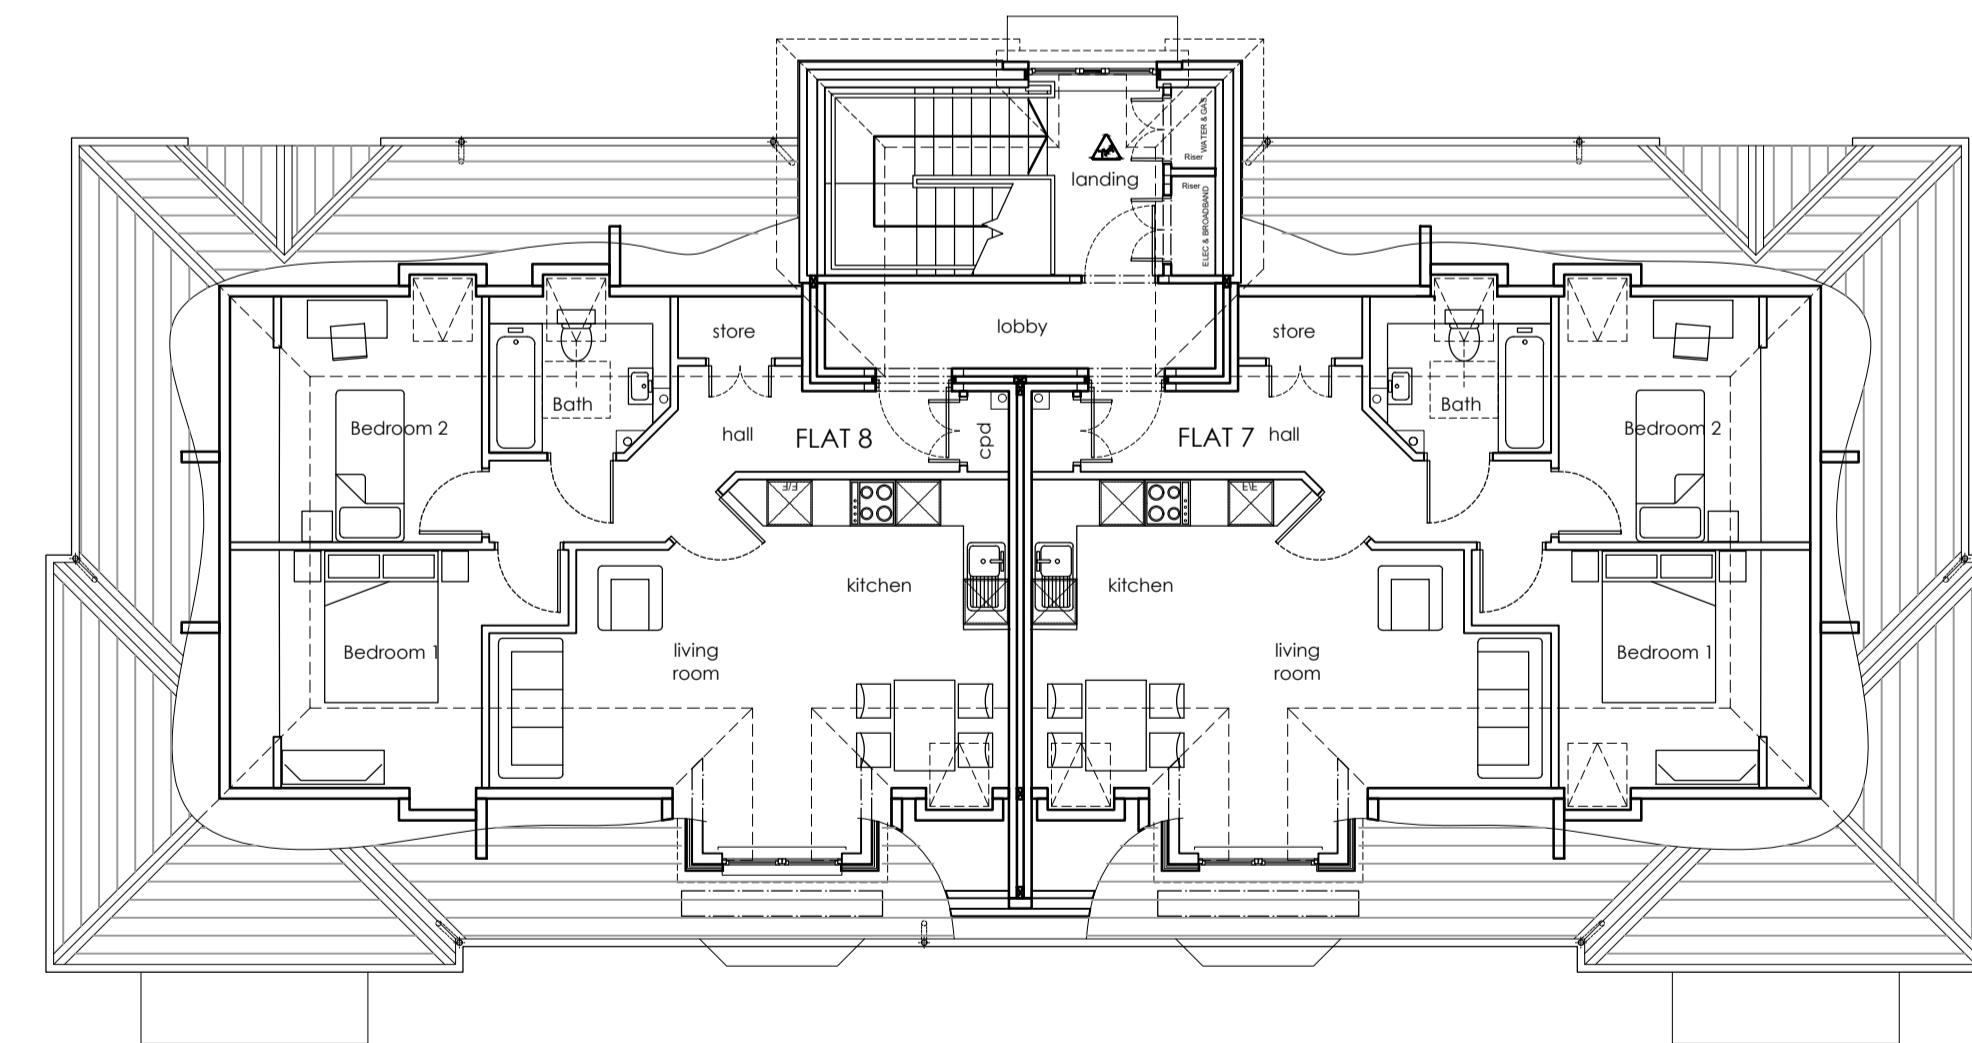 WATER & GAS
Riser
landing
Riser
ELEC & BROADBAND
store
lobby
store
Bedroom 2
Bath
hall
FLAT 8
cpd
FLAT 7
hall
Bath
Bedroom 2
F/F
F/F
kitchen
kitchen
Bedroom 1
living
room
living
room
Bedroom 1